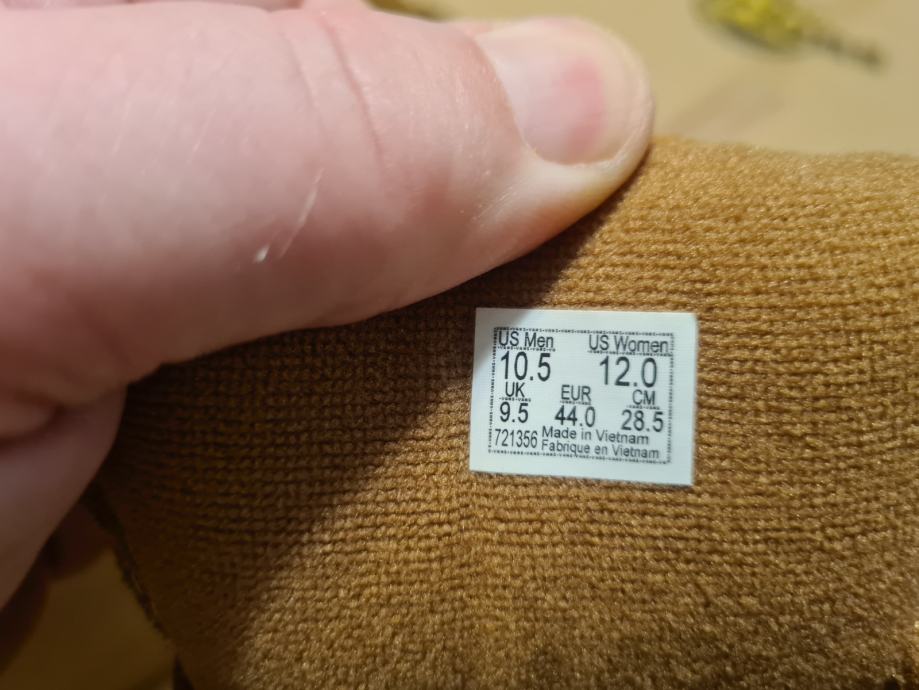 US Men US Women
10.5 12.0
UK EUR CM
9.5 44.0 28.5
721356 Made in Vietnam
Fabrique en Vietnam